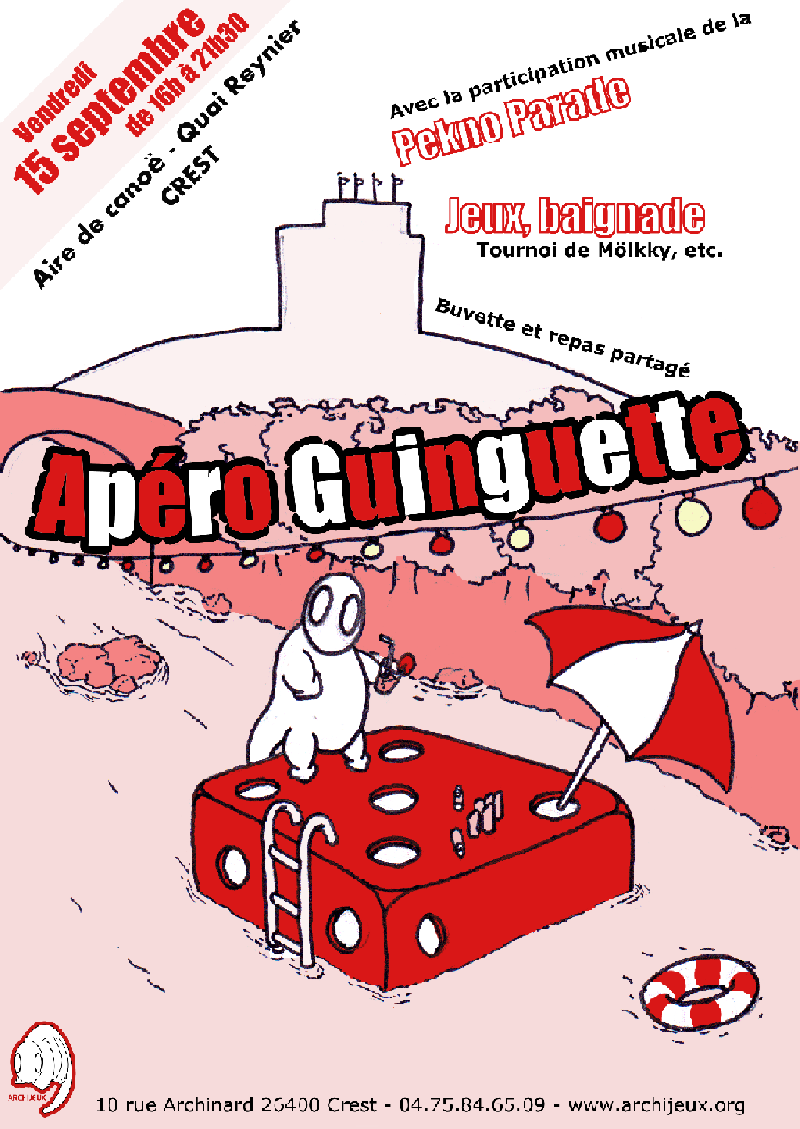 Vendredi
15 septembre
de 16h à 21h30
Aire de canoë - Quai Reynier
CREST
Avec la participation musicale de la
Pekno Parade
Jeux, baignade
Tournoi de Mölkky, etc.
Buvette et repas partagé
Apéro Guinguette
ARCHIJEUX
10 rue Archinard 26400 Crest - 04.75.84.65.09 - www.archijeux.org